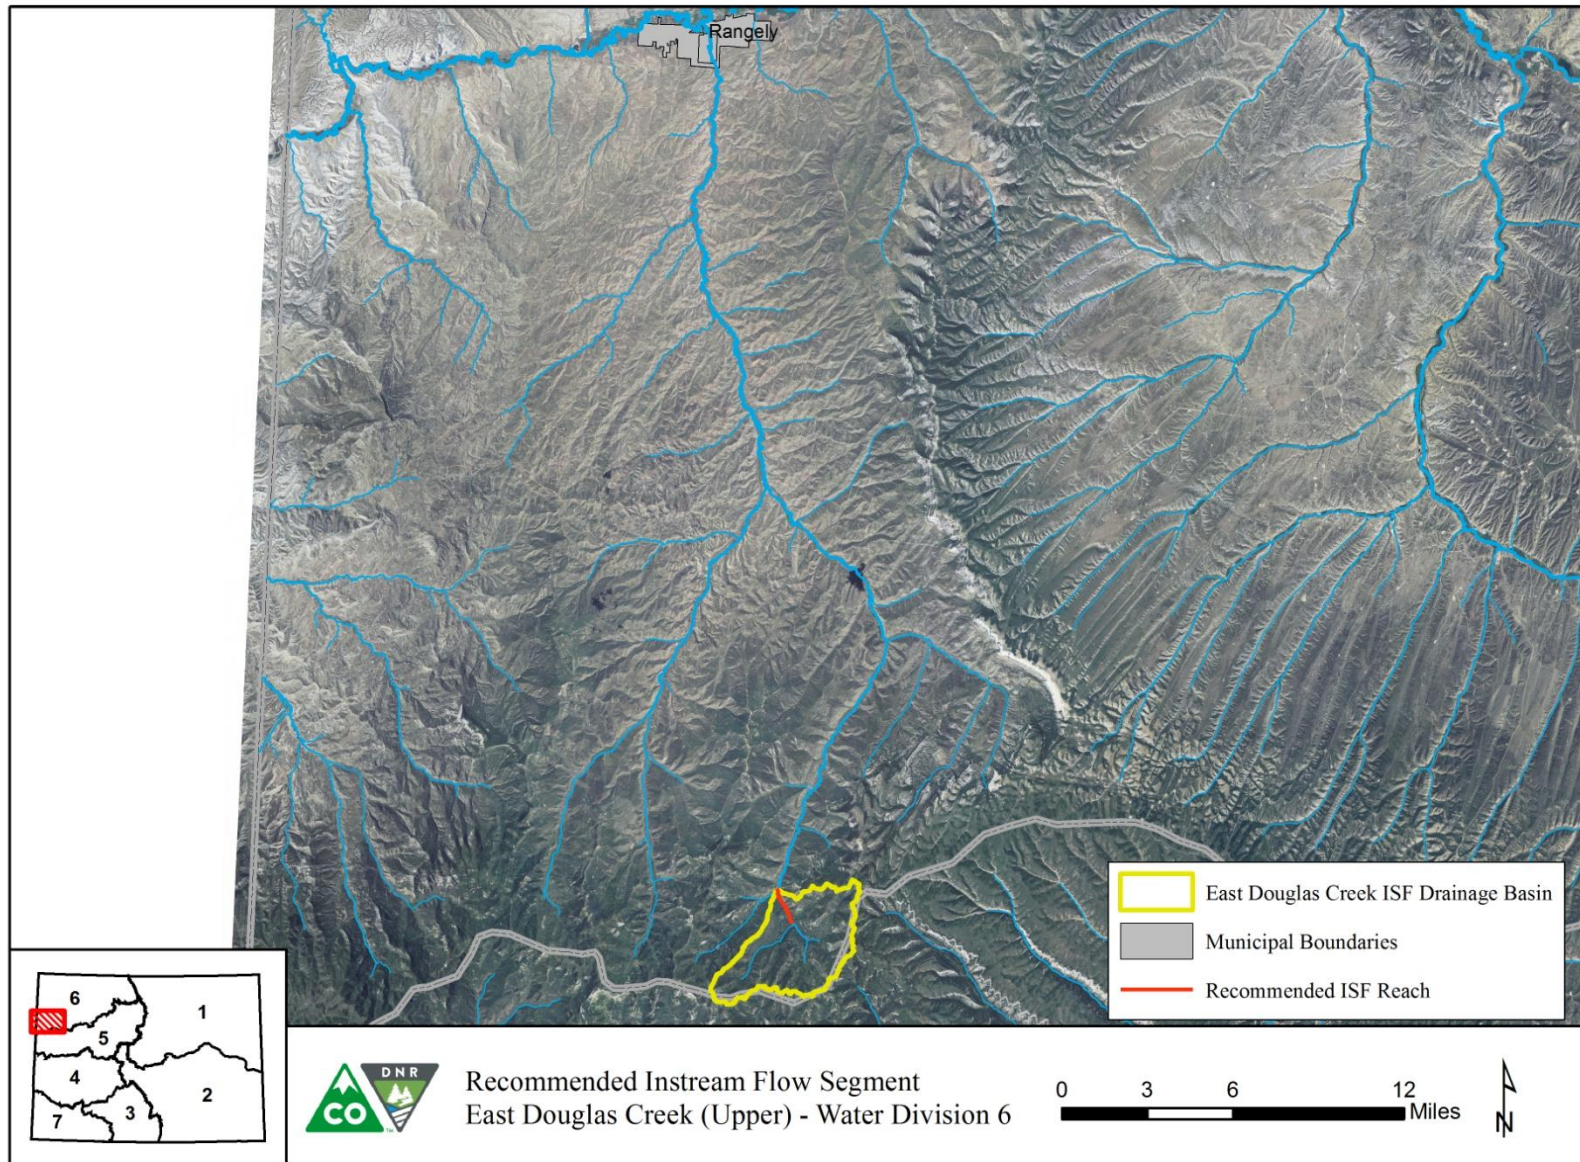 Rangely
East Douglas Creek ISF Drainage Basin
Municipal Boundaries
Recommended ISF Reach
6
1
5
4
2
3
7
CO
DNR
TM
Recommended Instream Flow Segment
East Douglas Creek (Upper) - Water Division 6
0 3 6 12
Miles
N